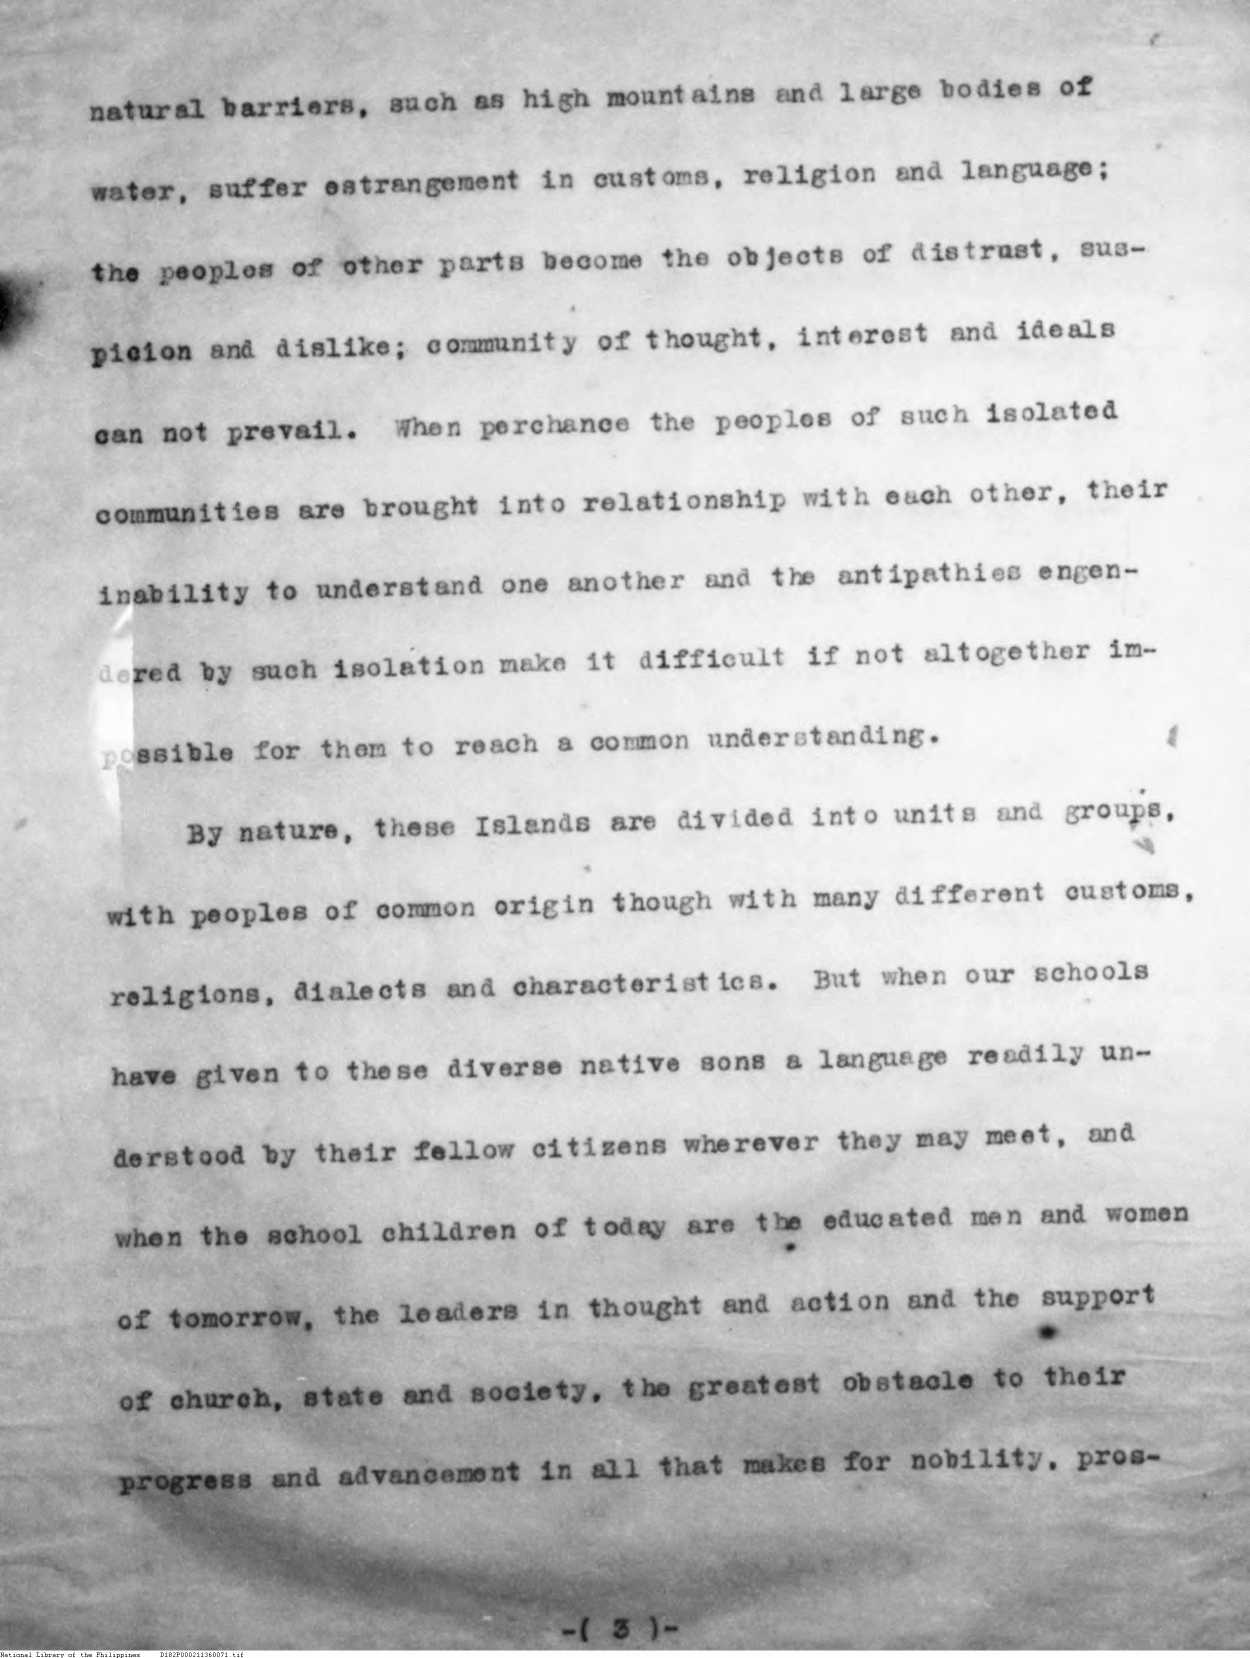 natural barriers, such as high mountains and large bodies of
water, suffer estrangement in customs, religion and language;
the peoples of other parts become the objects of distrust, sus-
picion and dislike; community of thought, interest and ideals
can not prevail. When perchance the peoples of such isolated
communities are brought into relationship with each other, their
inability to understand one another and the antipathies engen-
dered by such isolation make it difficult if not altogether im-
possible for them to reach a common understanding.
By nature, these Islands are divided into units and groups,
with peoples of common origin though with many different customs,
religions, dialects and characteristics. But when our schools
have given to these diverse native sons a language readily un-
derstood by their fellow citizens wherever they may meet, and
when the school children of today are the educated men and women
of tomorrow, the leaders in thought and action and the support
of church, state and society, the greatest obstacle to their
progress and advancement in all that makes for nobility, pros-
-( 3 )-
National Library of the Philippines D182P000211360071.tif